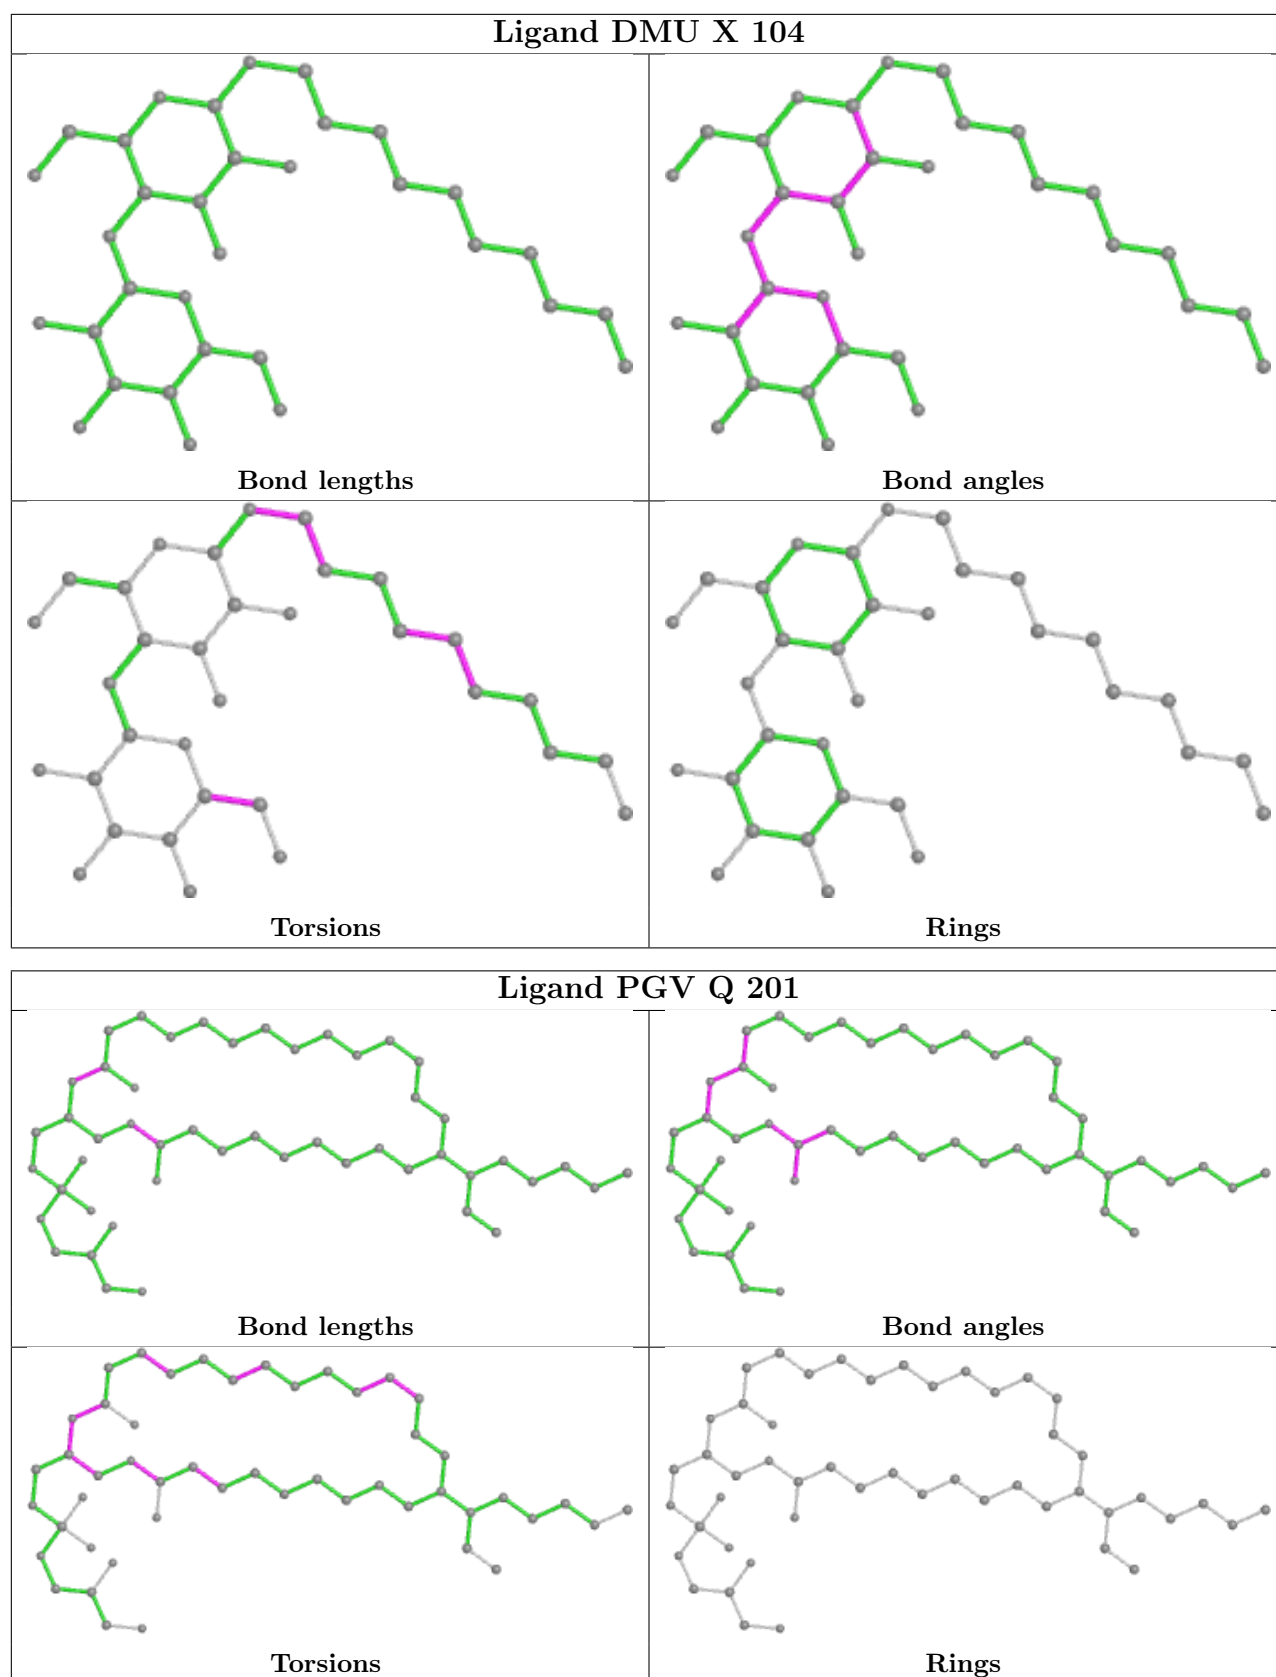 Ligand DMU X 104
Bond lengths
Bond angles
Torsions
Rings
Ligand PGV Q 201
Bond lengths
Bond angles
Torsions
Rings